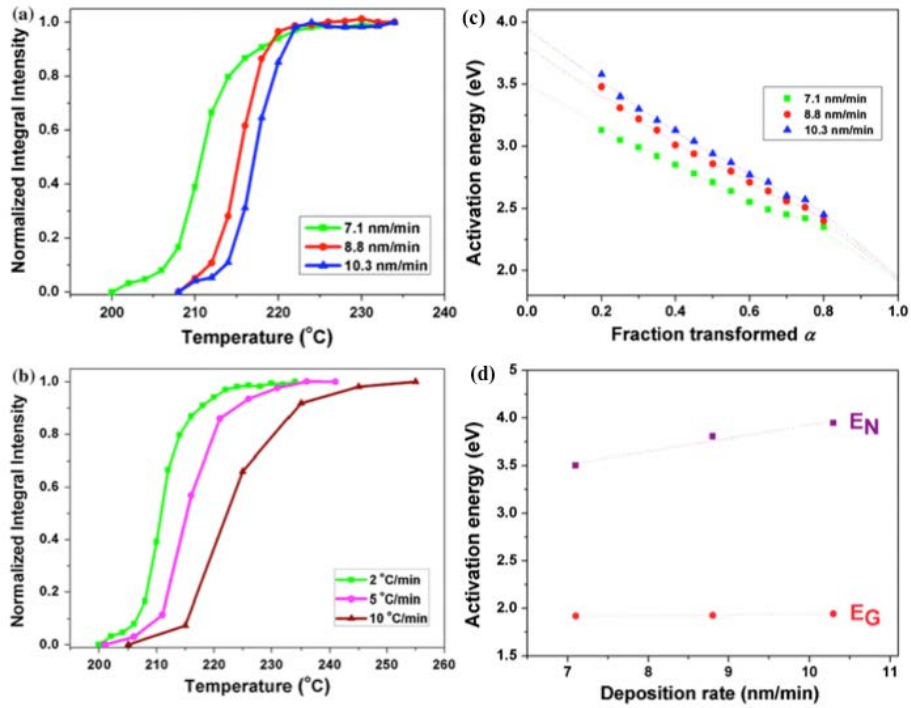 (a)
Normalized Integral Intensity
1.0
0.8
0.6
0.4
0.2
0.0
7.1 nm/min
8.8 nm/min
10.3 nm/min
200 210 220 230 240
Temperature (°C)
(c)
Activation energy (eV)
4.0
3.5
3.0
2.5
2.0
7.1 nm/min
8.8 nm/min
10.3 nm/min
0.0 0.2 0.4 0.6 0.8 1.0
Fraction transformed α
(b)
Normalized Integral Intensity
1.0
0.8
0.6
0.4
0.2
0.0
2 °C/min
5 °C/min
10 °C/min
200 210 220 230 240 250 260
Temperature (°C)
(d)
Activation energy (eV)
5
4.5
4.0
3.5
3.0
2.5
2.0
1.5
EN
EG
7 8 9 10 11
Deposition rate (nm/min)